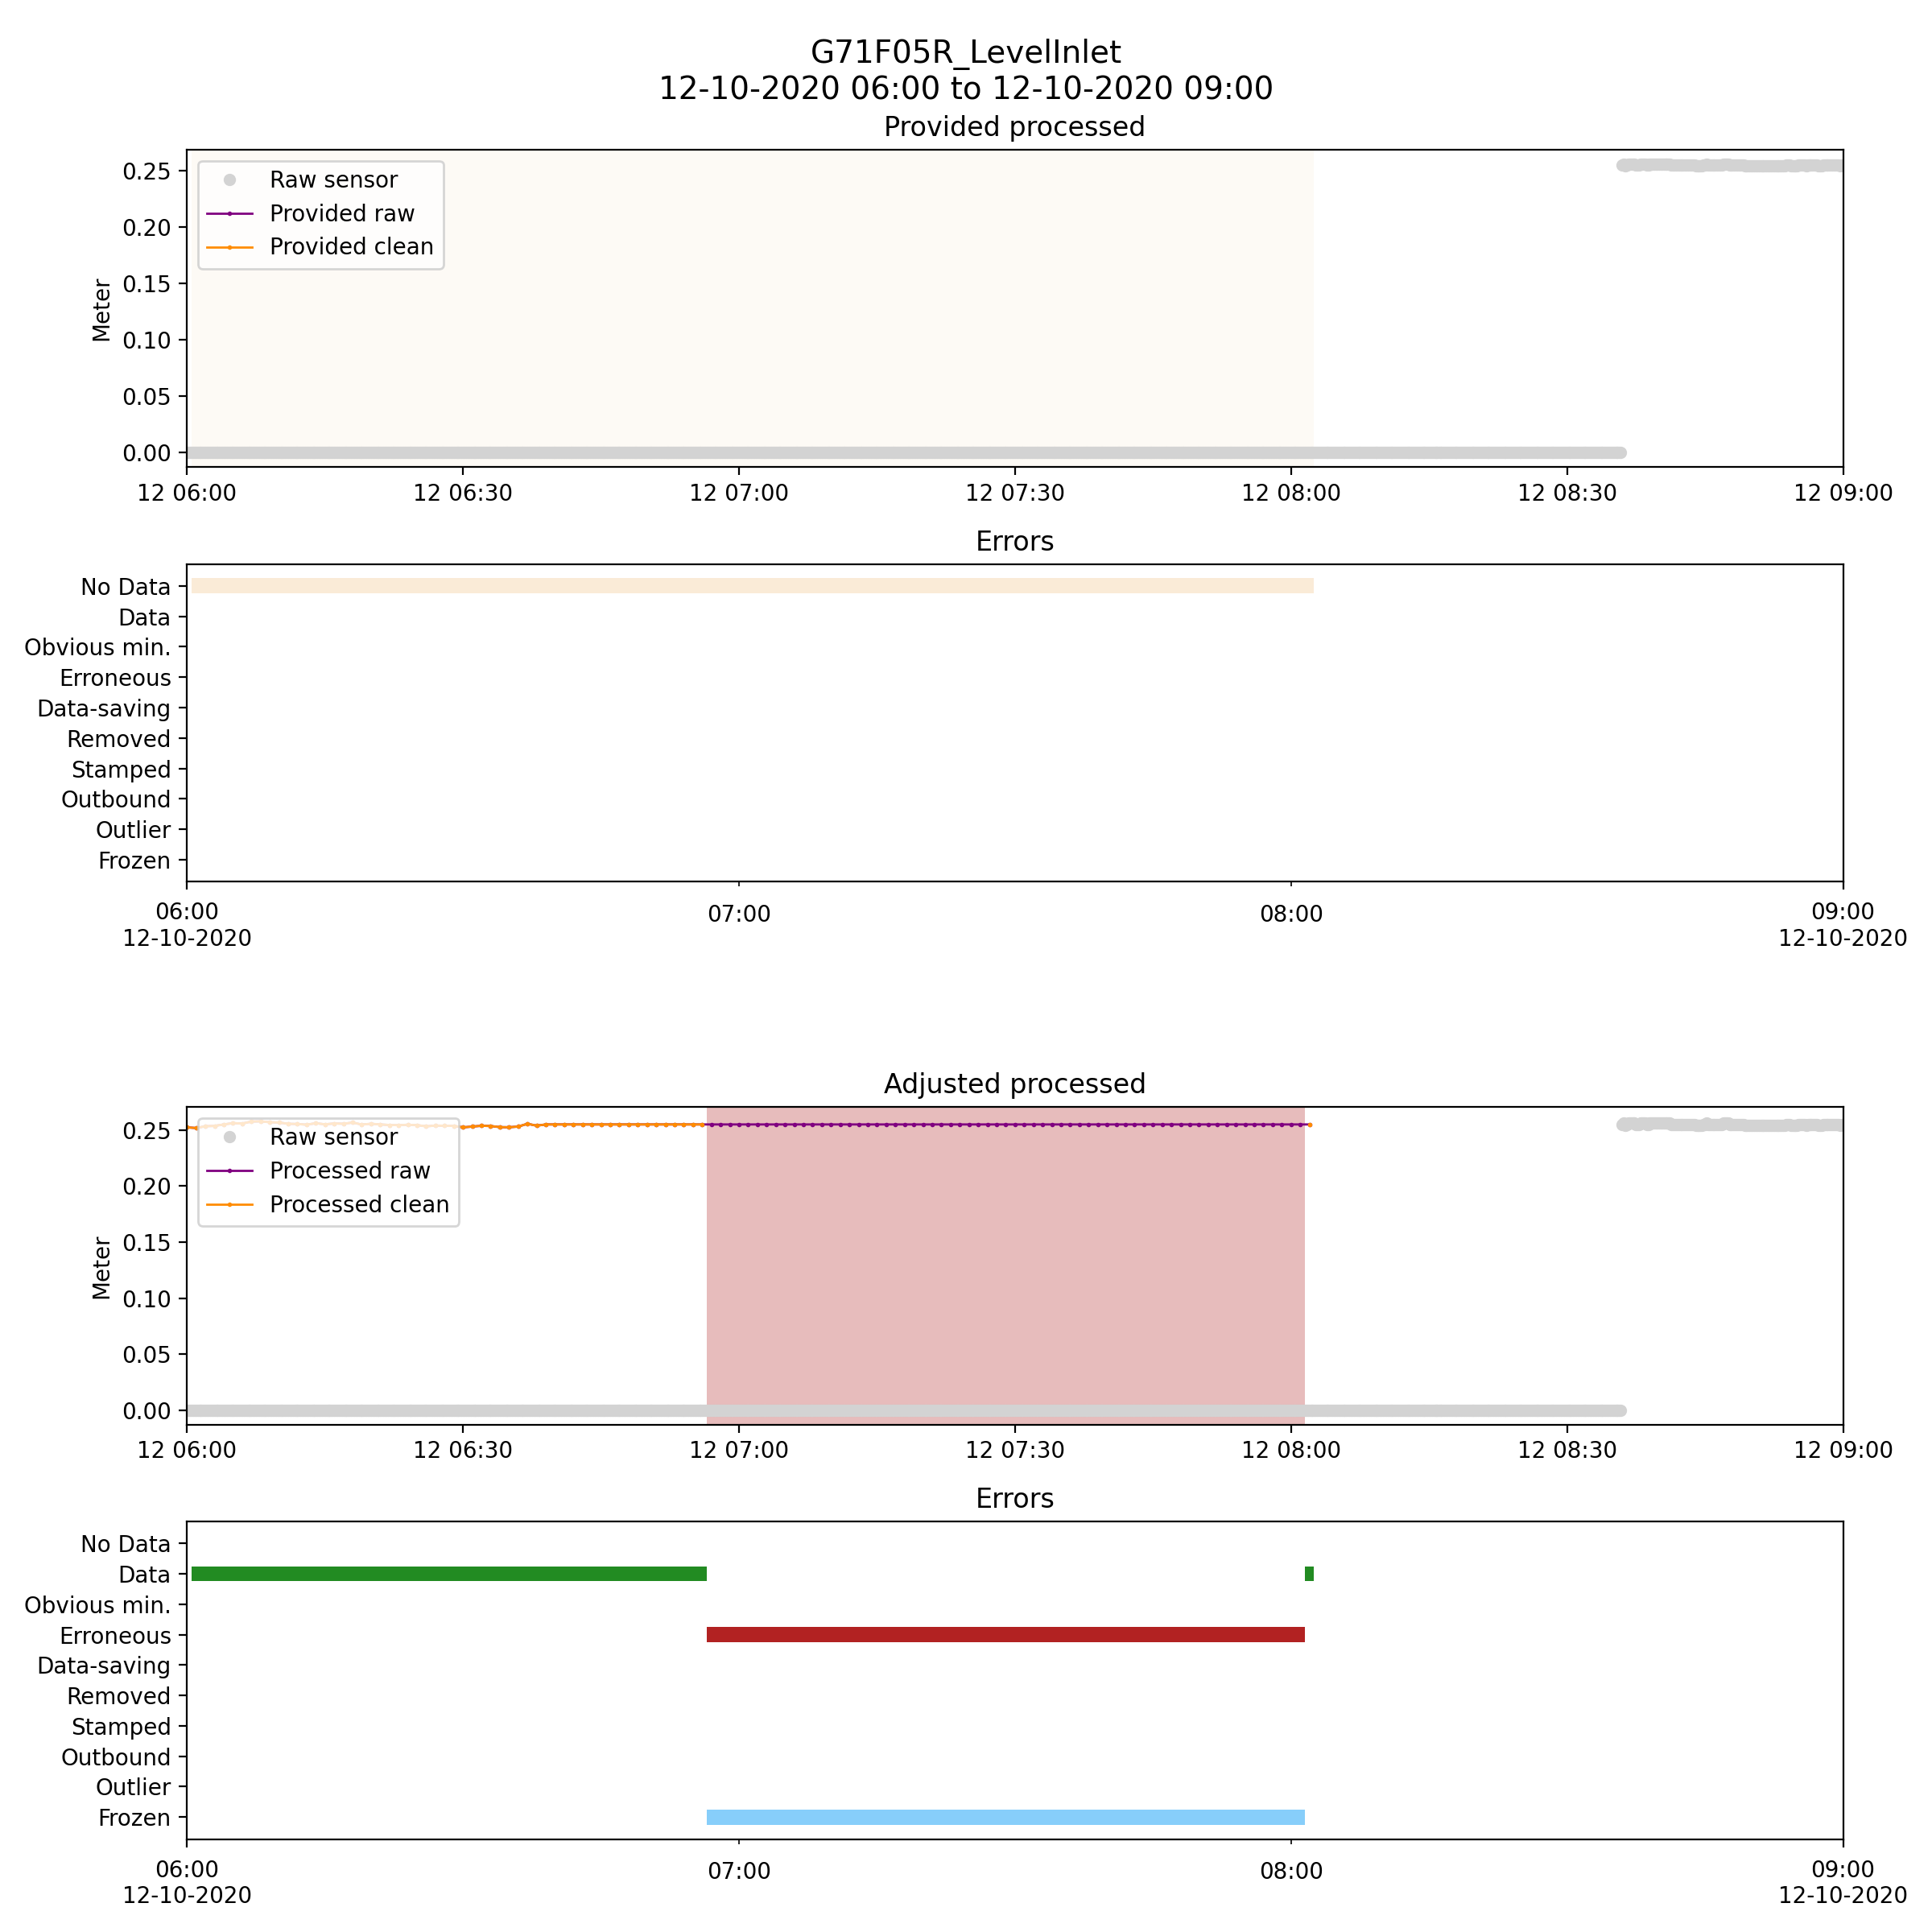 G71F05R_LevelInlet
12-10-2020 06:00 to 12-10-2020 09:00
Provided processed
Meter
0.25
0.20
0.15
0.10
0.05
0.00
Raw sensor
Provided raw
Provided clean
12 06:00 12 06:30 12 07:00 12 07:30 12 08:00 12 08:30 12 09:00
Errors
No Data
Data
Obvious min.
Erroneous
Data-saving
Removed
Stamped
Outbound
Outlier
Frozen
06:00 07:00 08:00 09:00
12-10-2020 12-10-2020
Adjusted processed
Meter
0.25
0.20
0.15
0.10
0.05
0.00
Raw sensor
Processed raw
Processed clean
12 06:00 12 06:30 12 07:00 12 07:30 12 08:00 12 08:30 12 09:00
Errors
No Data
Data
Obvious min.
Erroneous
Data-saving
Removed
Stamped
Outbound
Outlier
Frozen
06:00 07:00 08:00 09:00
12-10-2020 12-10-2020